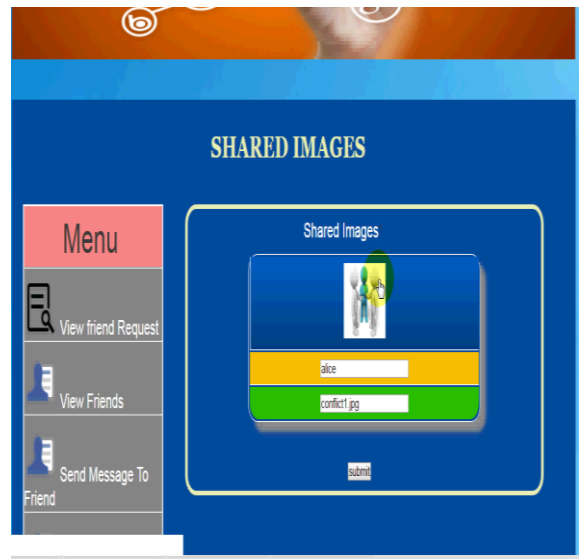 SHARED IMAGES
Menu
View friend Request
View Friends
Send Message To
Friend
Shared Images
alice
conflict1.jpg
submit